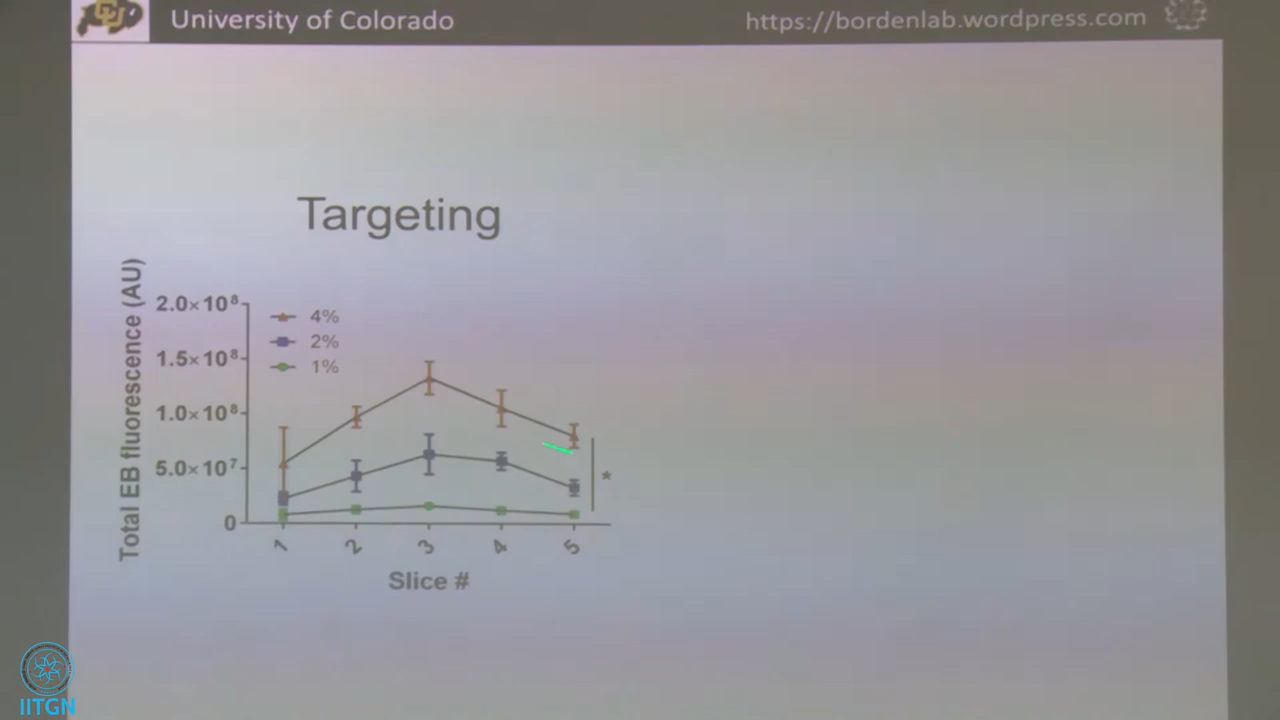 CU
University of Colorado
https://bordenlab.wordpress.com
Targeting
Total EB fluorescence (AU)
2.0×10⁸
1.5×10⁸
1.0×10⁸
5.0×10⁷
0
4%
2%
1%
*
1 2 3 4 5
Slice #
IITGN